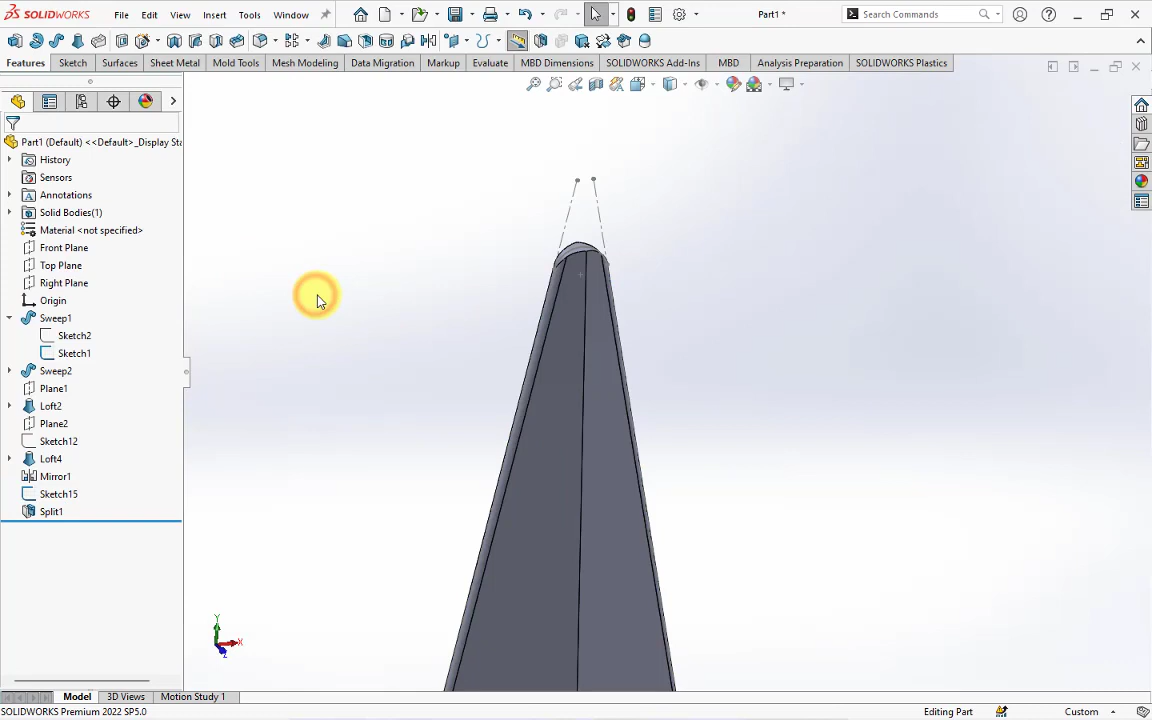 SOLIDWORKS File Edit View Insert Tools Window Part1 * Search Commands
Features Sketch Surfaces Sheet Metal Mold Tools Mesh Modeling Data Migration Markup Evaluate MBD Dimensions SOLIDWORKS Add-Ins MBD Analysis Preparation SOLIDWORKS Plastics
Part1 (Default) <<Default>_Display Sta
History
Sensors
Annotations
Solid Bodies(1)
Material <not specified>
Front Plane
Top Plane
Right Plane
Origin
Sweep1
Sketch2
Sketch1
Sweep2
Plane1
Loft2
Plane2
Sketch12
Loft4
Mirror1
Sketch15
Split1
Y
X
Z
Model 3D Views Motion Study 1
SOLIDWORKS Premium 2022 SP5.0 Editing Part Custom